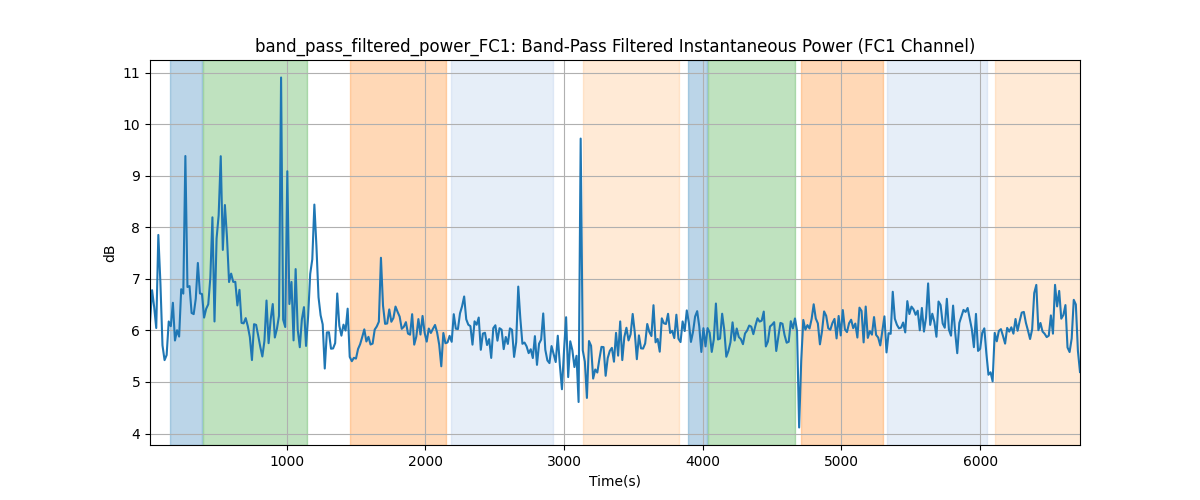 band_pass_filtered_power_FC1: Band-Pass Filtered Instantaneous Power (FC1 Channel)
11
10
9
8
7
6
5
4
dB
1000 2000 3000 4000 5000 6000
Time(s)